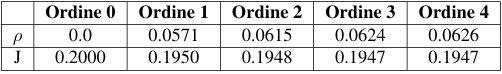 Ordine 0 Ordine 1 Ordine 2 Ordine 3 Ordine 4
ρ 0.0 0.0571 0.0615 0.0624 0.0626
J 0.2000 0.1950 0.1948 0.1947 0.1947